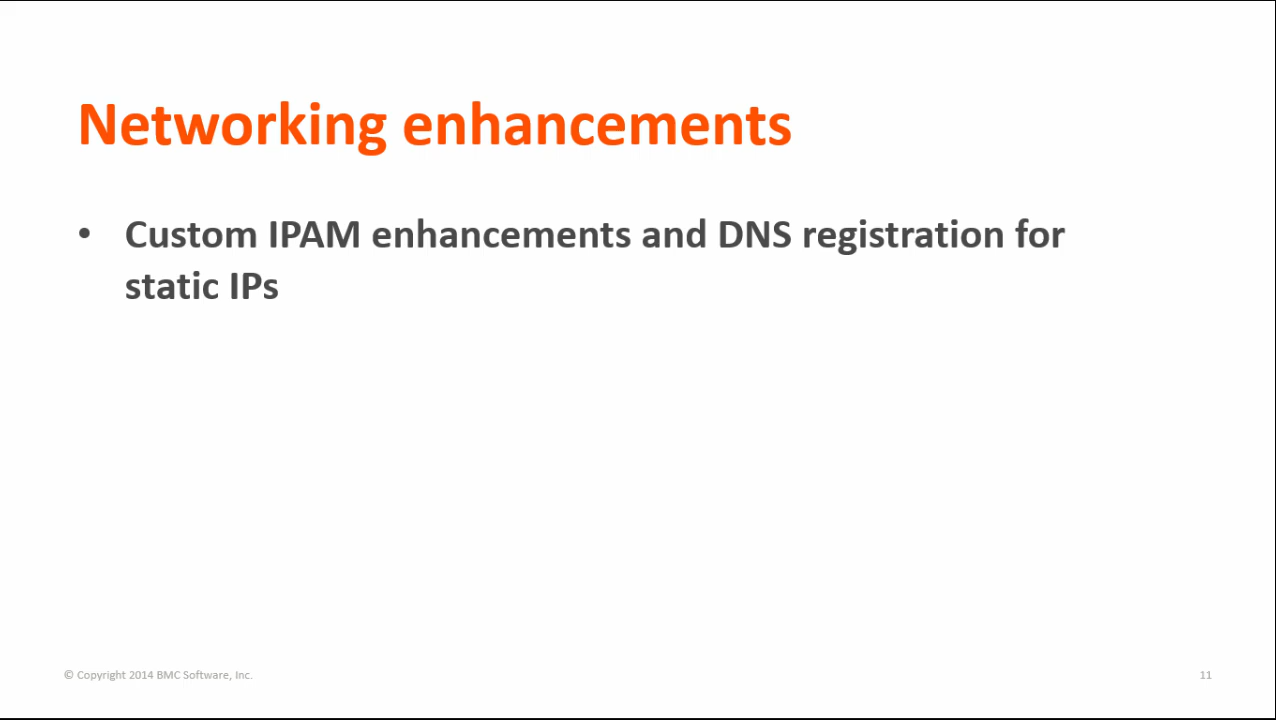 Networking enhancements
• Custom IPAM enhancements and DNS registration for
static IPs
© Copyright 2014 BMC Software, Inc.
11